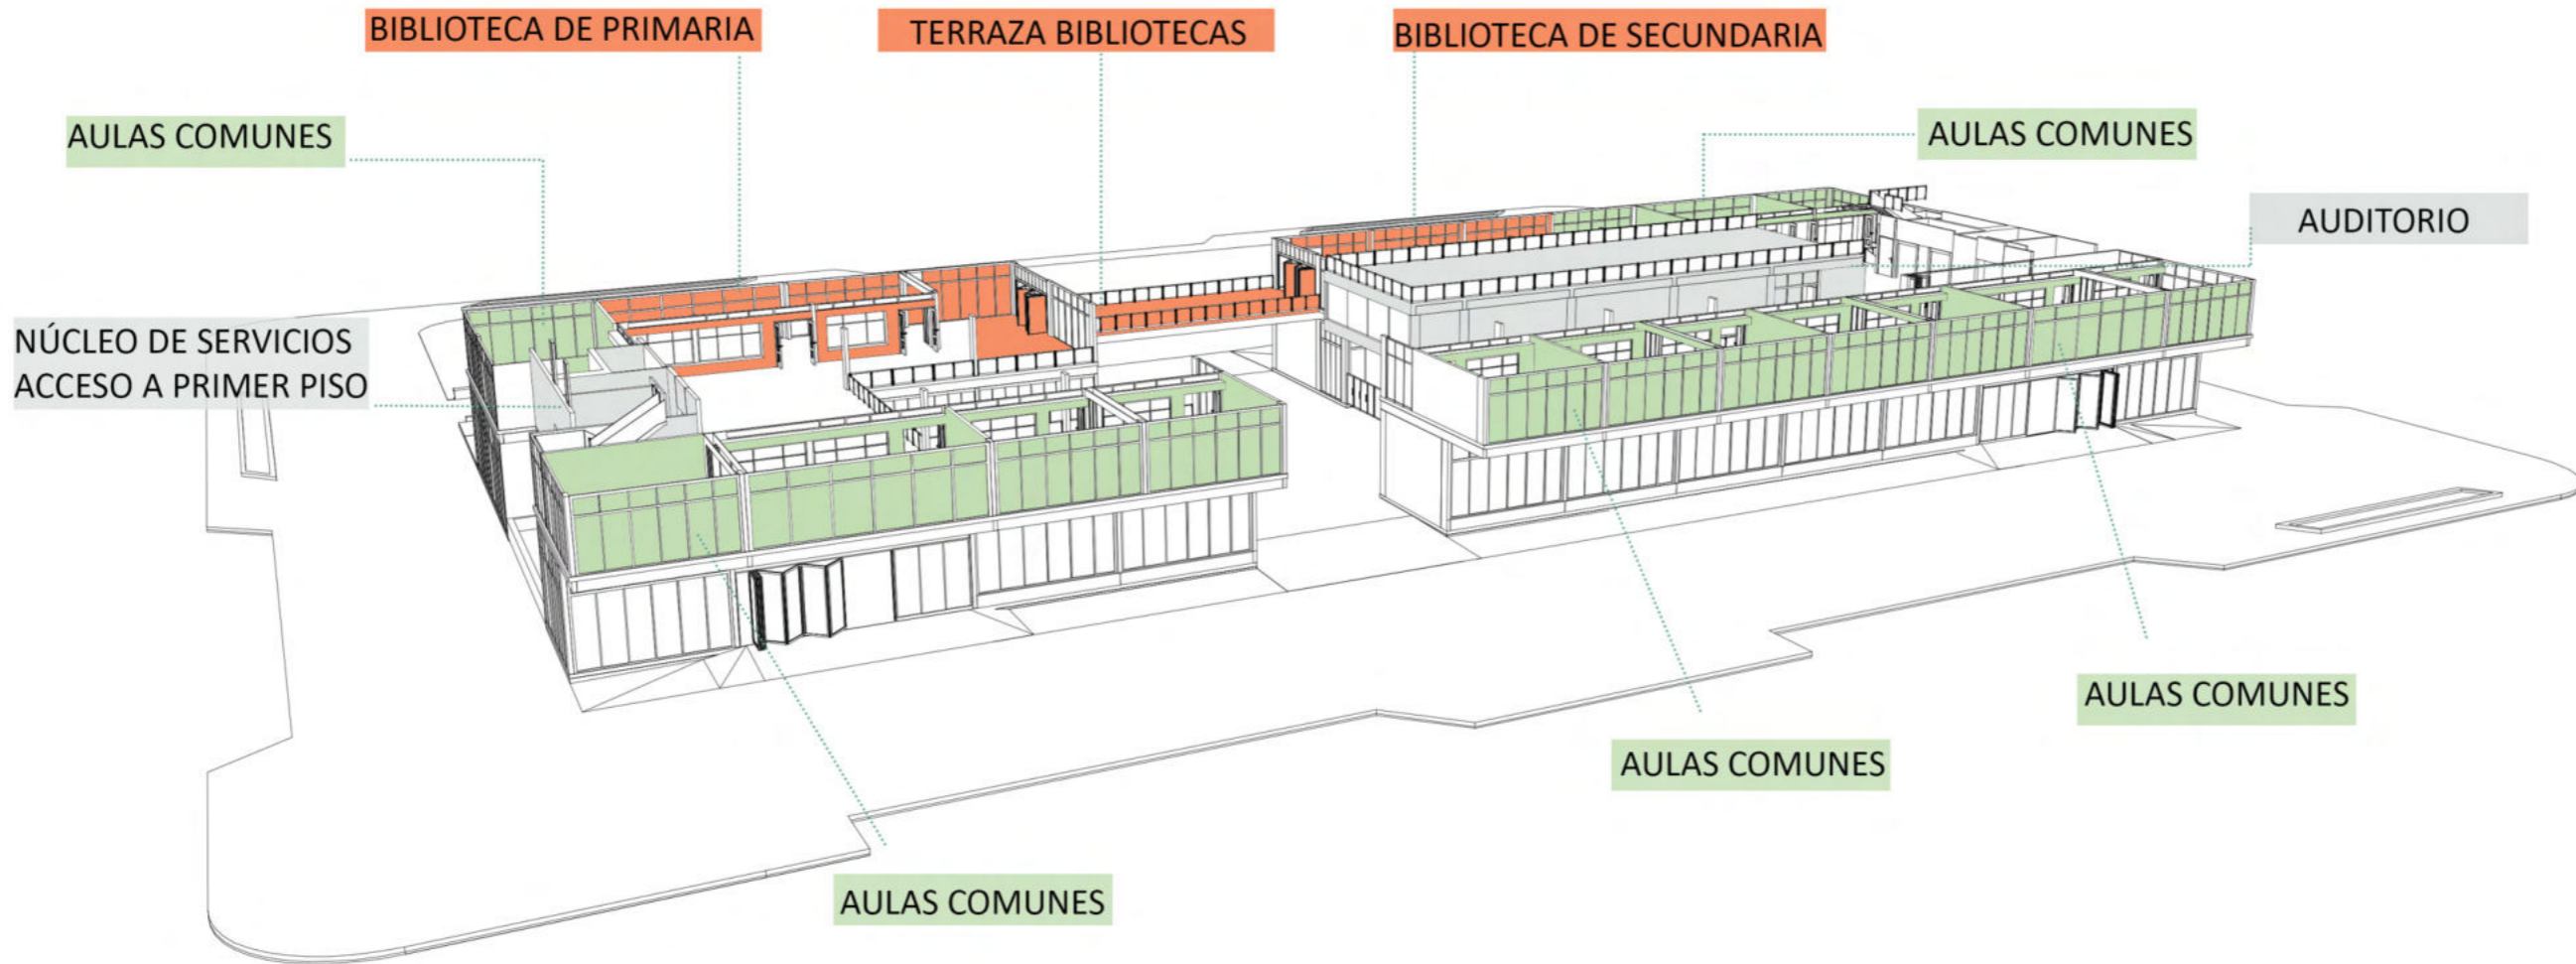 BIBLIOTECA DE PRIMARIA
TERRAZA BIBLIOTECAS
BIBLIOTECA DE SECUNDARIA
AULAS COMUNES
AULAS COMUNES
AUDITORIO
NÚCLEO DE SERVICIOS
ACCESO A PRIMER PISO
AULAS COMUNES
AULAS COMUNES
AULAS COMUNES